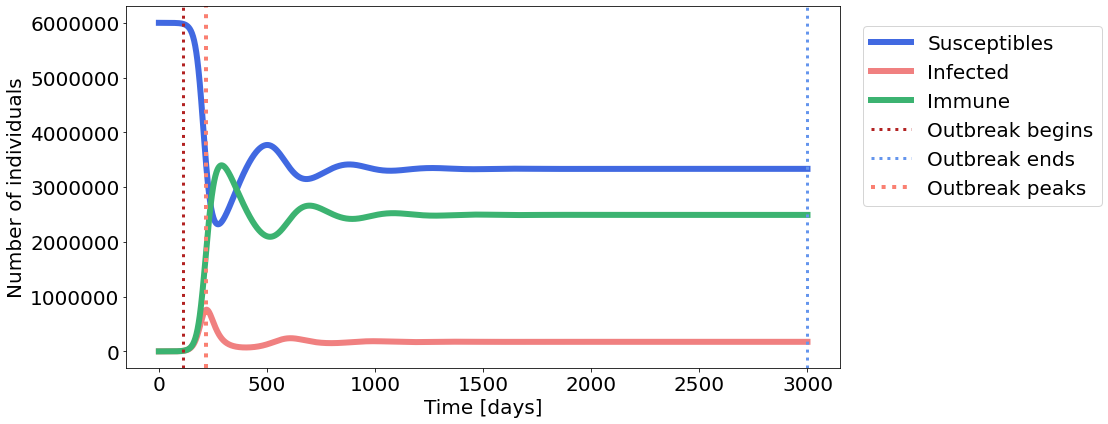 Number of individuals
6000000
5000000
4000000
3000000
2000000
1000000
0
0 500 1000 1500 2000 2500 3000
Time [days]
Susceptibles
Infected
Immune
Outbreak begins
Outbreak ends
Outbreak peaks